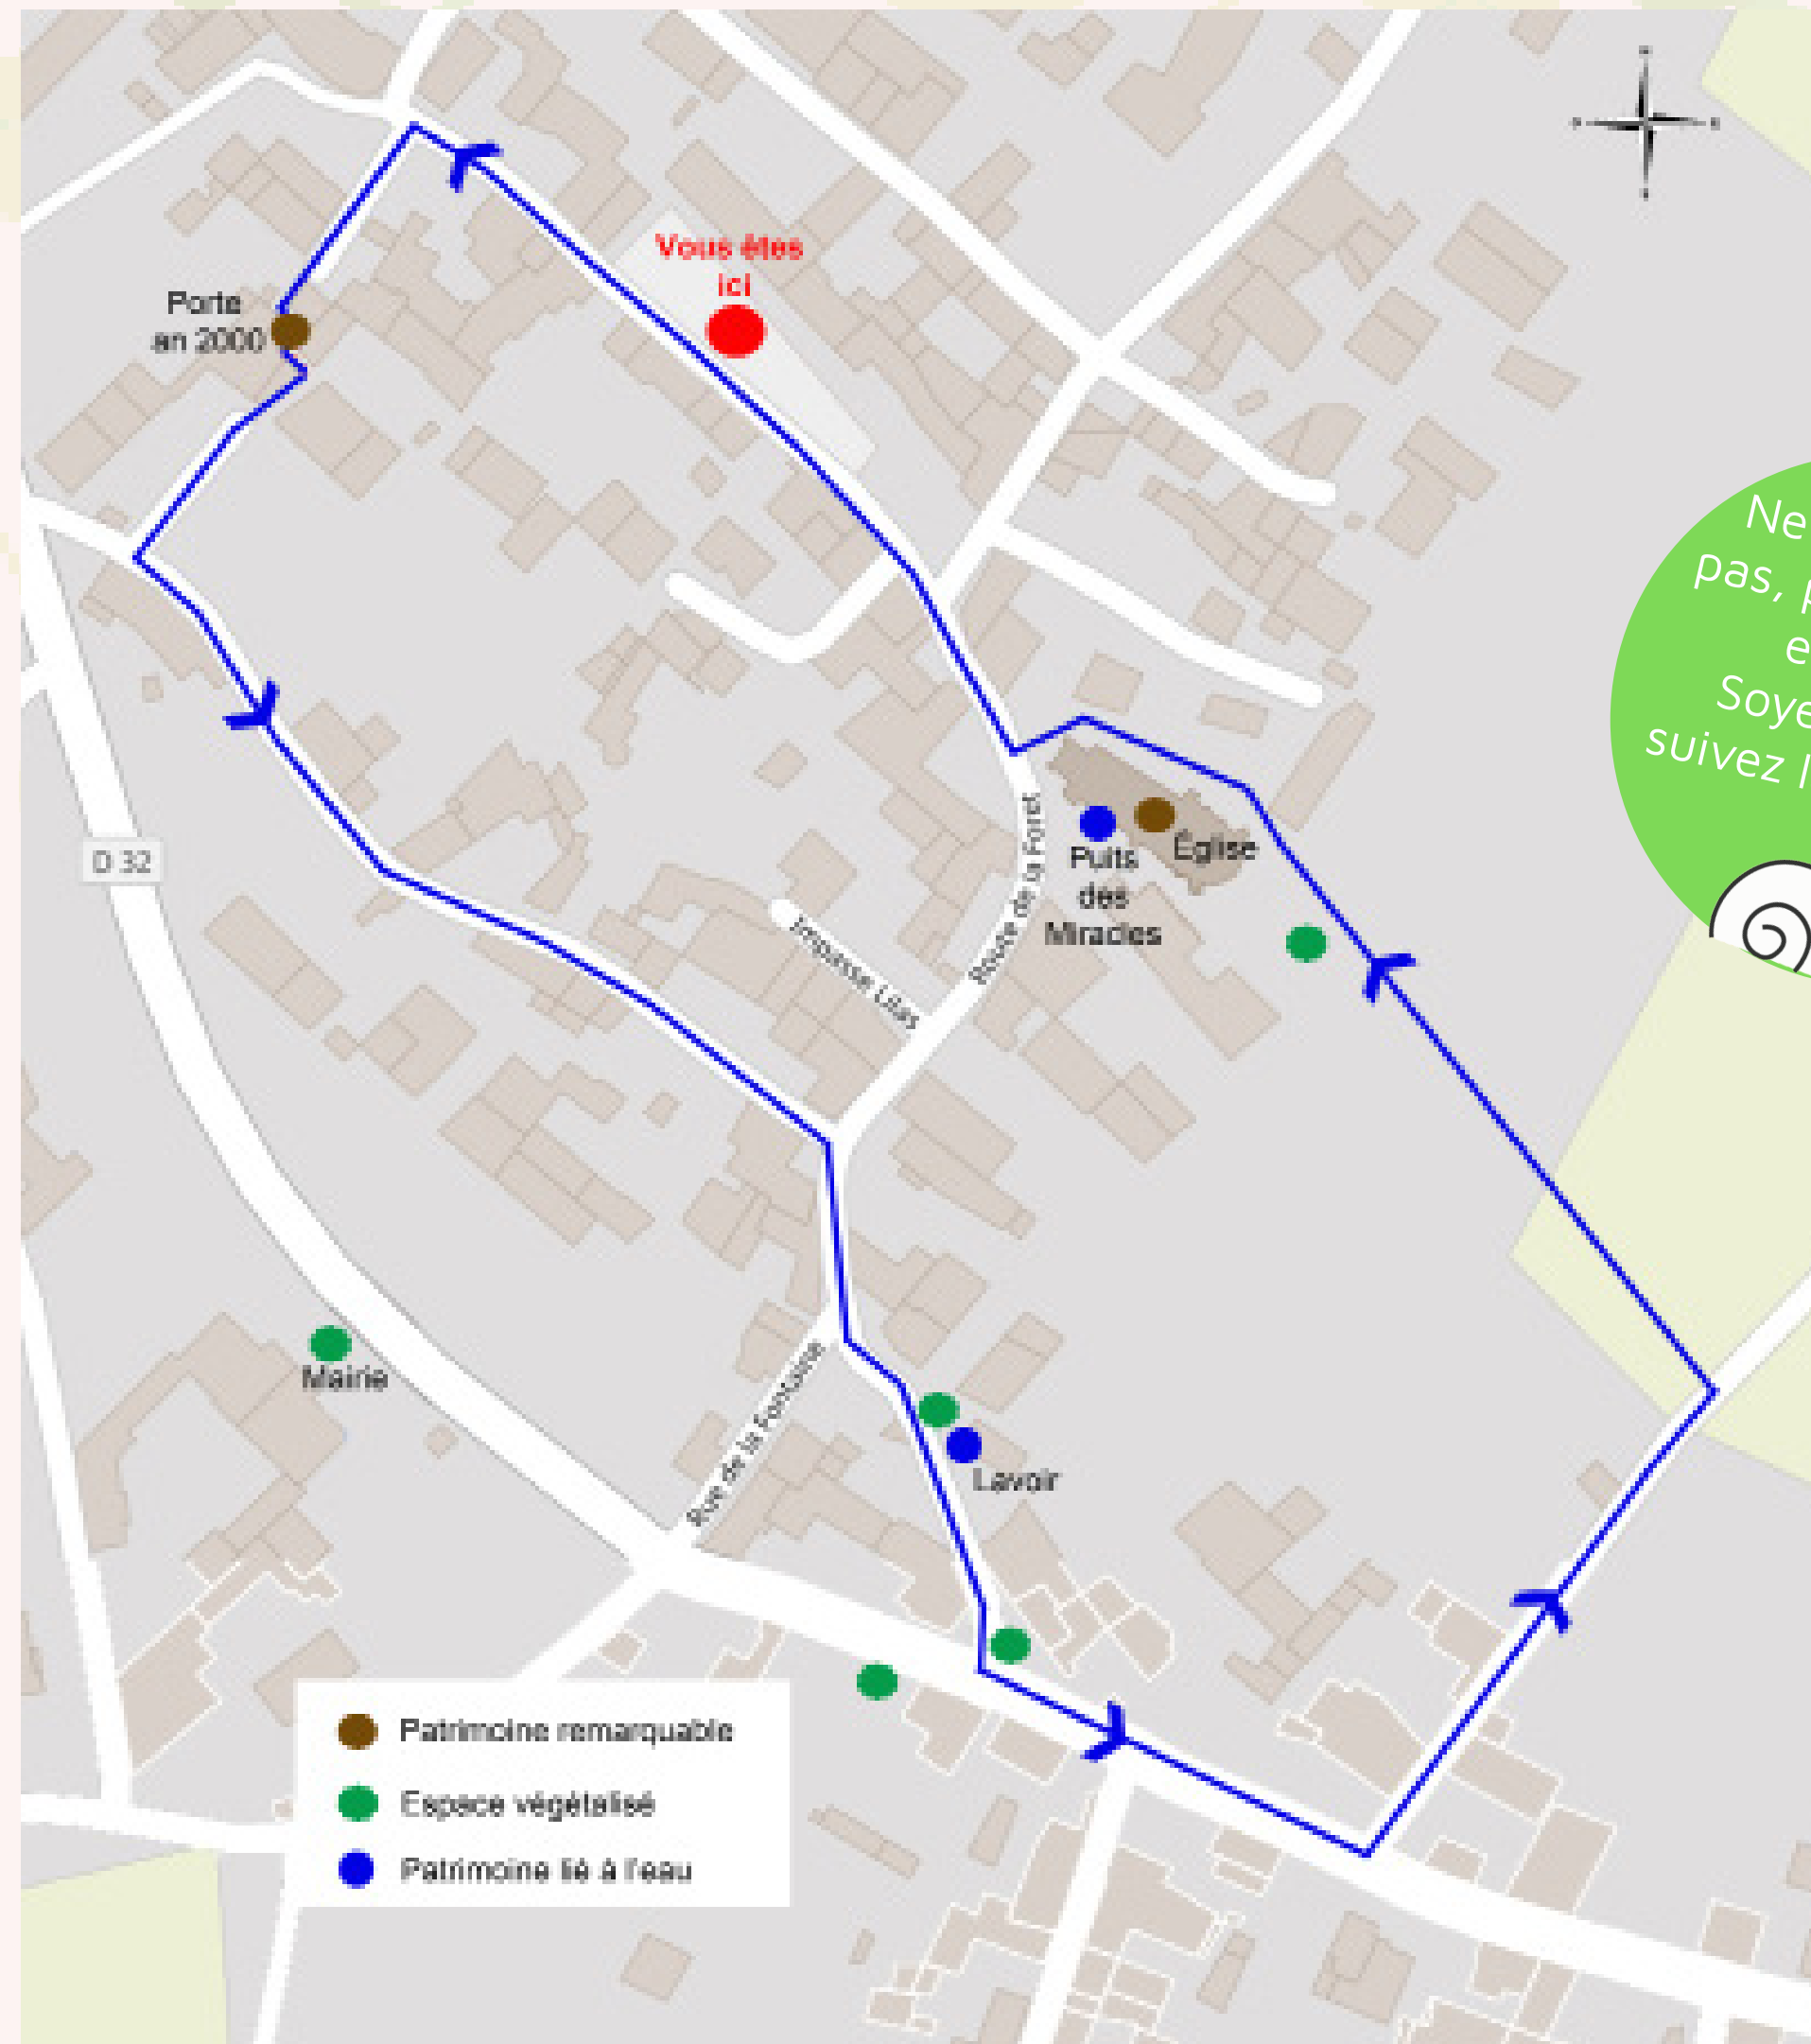 Vous êtes
ici
Porte
an 2000
Ne
pas, p
e
Soye
suivez l
D 32
Route de la Foret
Église
Puits
des
Miracles
Impasse Lilas
Mairie
Rue de la Fontaine
Lavoir
Patrimoine remarquable
Espace végétalisé
Patrimoine lié à l'eau